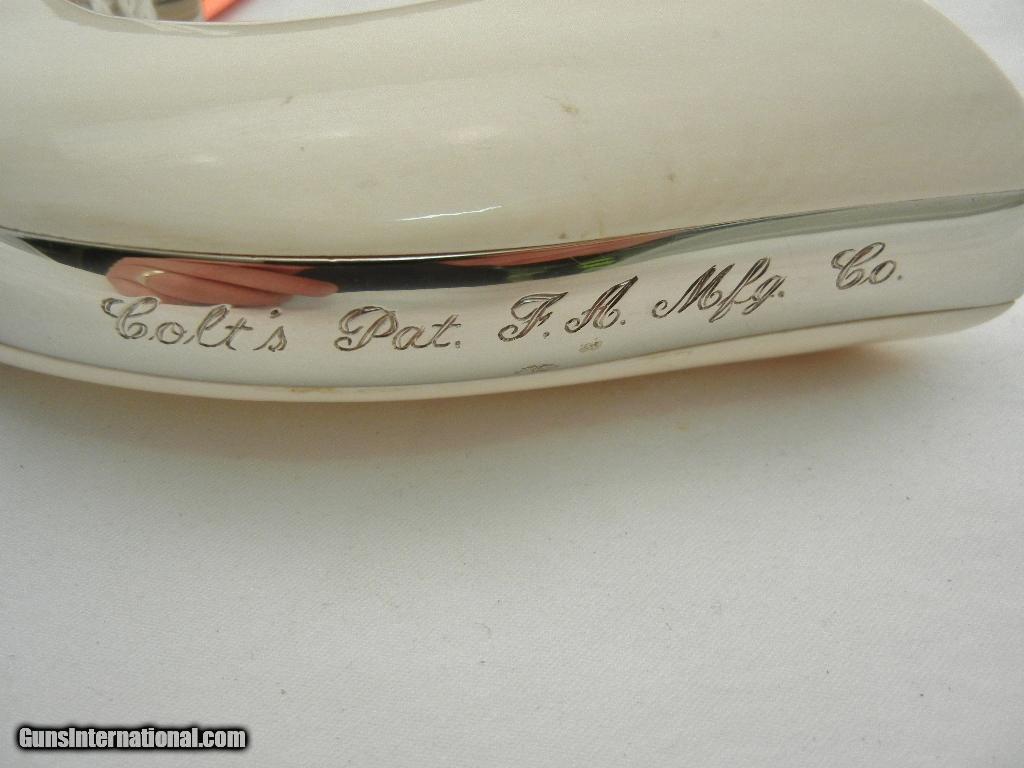 Colt's Pat. F.A. Mfg. Co.
GunsInternational.com